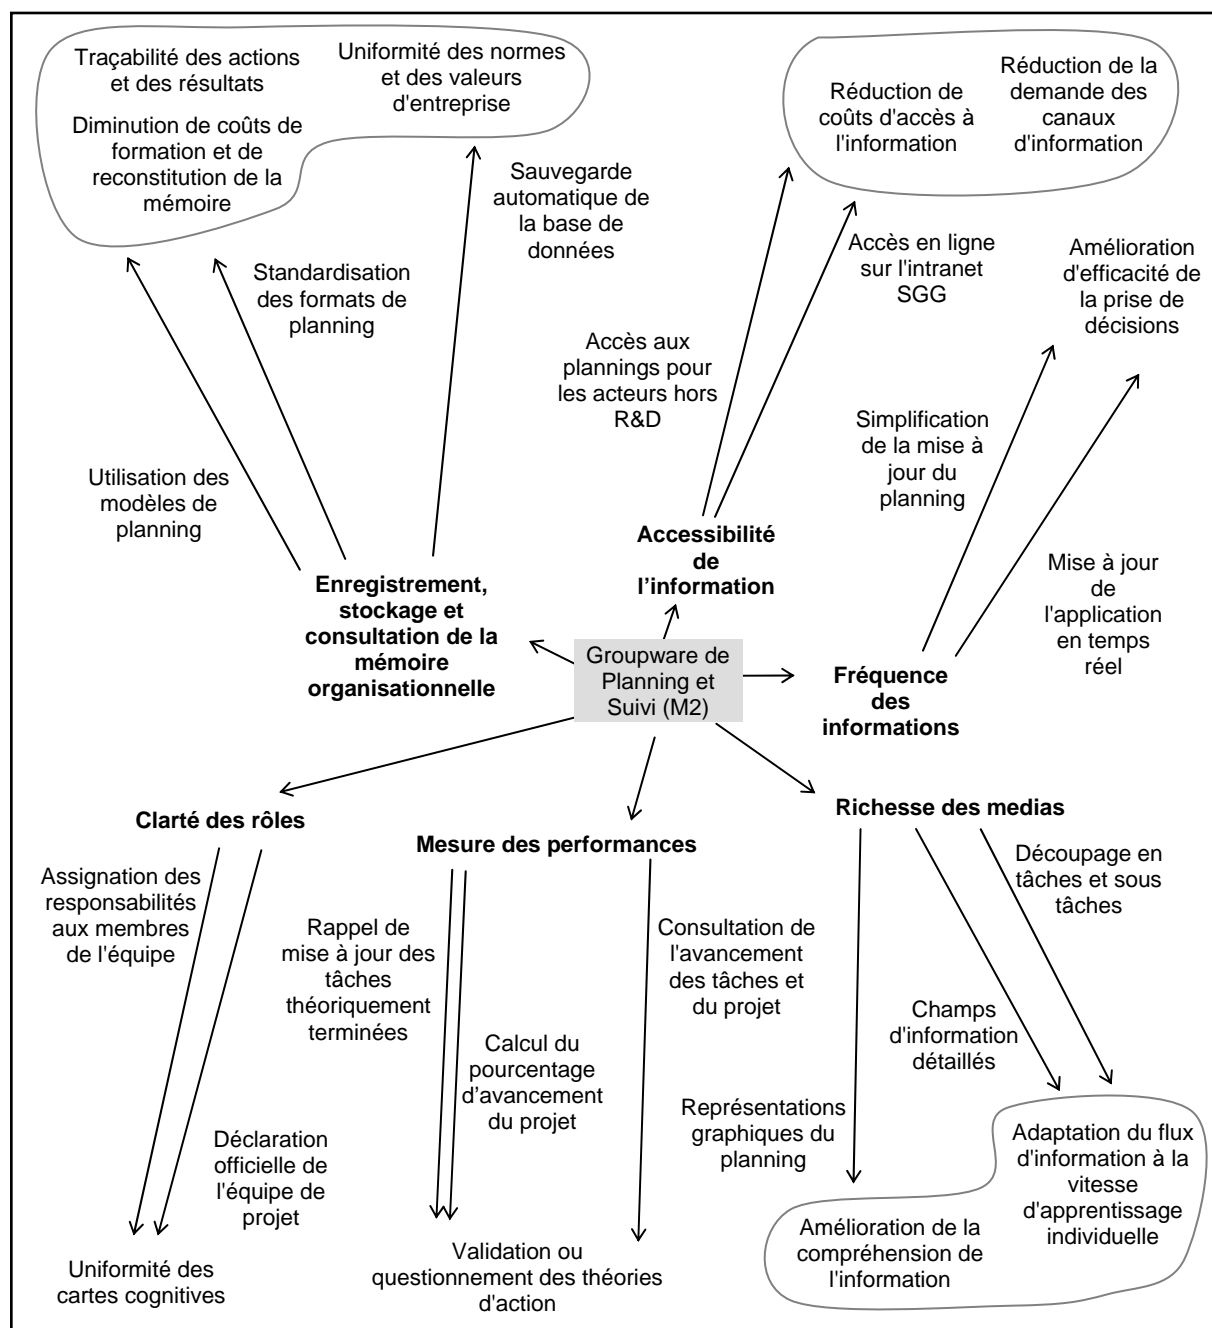 Traçabilité des actions
et des résultats
Uniformité des normes
et des valeurs
d'entreprise
Diminution de coûts de
formation et de
reconstitution de la
mémoire
Réduction de
coûts d'accès à
l'information
Réduction de la
demande des
canaux
d'information
Sauvegarde
automatique de
la base de
données
Standardisation
des formats de
planning
Utilisation des
modèles de
planning
Accès en ligne
sur l'intranet
SGG
Accès aux
plannings pour
les acteurs hors
R&D
Amélioration
d'efficacité de
la prise de
décisions
Simplification
de la mise à
jour du
planning
Mise à jour
de
l'application
en temps
réel
Enregistrement,
stockage et
consultation de la
mémoire
organisationnelle
Accessibilité
de
l’information
Groupware de
Planning et
Suivi (M2)
Fréquence
des
informations
Clarté des rôles
Mesure des performances
Richesse des medias
Assignation des
responsabilités
aux membres
de l'équipe
Déclaration
officielle de
l'équipe de
projet
Uniformité des
cartes cognitives
Rappel de
mise à jour des
tâches
théoriquement
terminées
Calcul du
pourcentage
d’avancement
du projet
Consultation de
l'avancement
des tâches et
du projet
Validation ou
questionnement des théories
d'action
Découpage en
tâches et sous
tâches
Champs
d'information
détaillés
Représentations
graphiques du
planning
Amélioration de la
compréhension de
l'information
Adaptation du flux
d'information à la
vitesse
d'apprentissage
individuelle